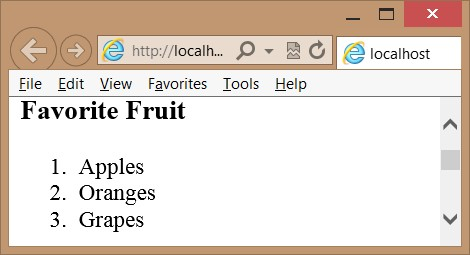 http://localh...
localhost
File Edit View Favorites Tools Help
Favorite Fruit
1. Apples
2. Oranges
3. Grapes